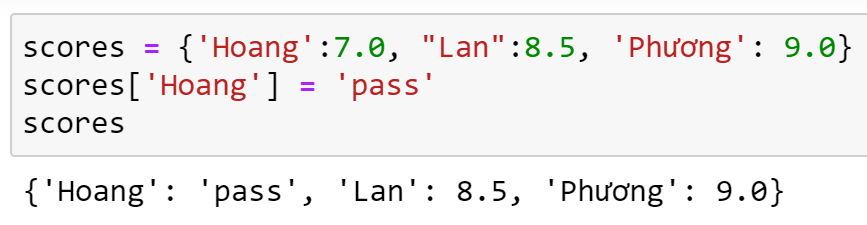 scores = {'Hoang':7.0, "Lan":8.5, 'Phương': 9.0}
scores['Hoang'] = 'pass'
scores
{'Hoang': 'pass', 'Lan': 8.5, 'Phương': 9.0}